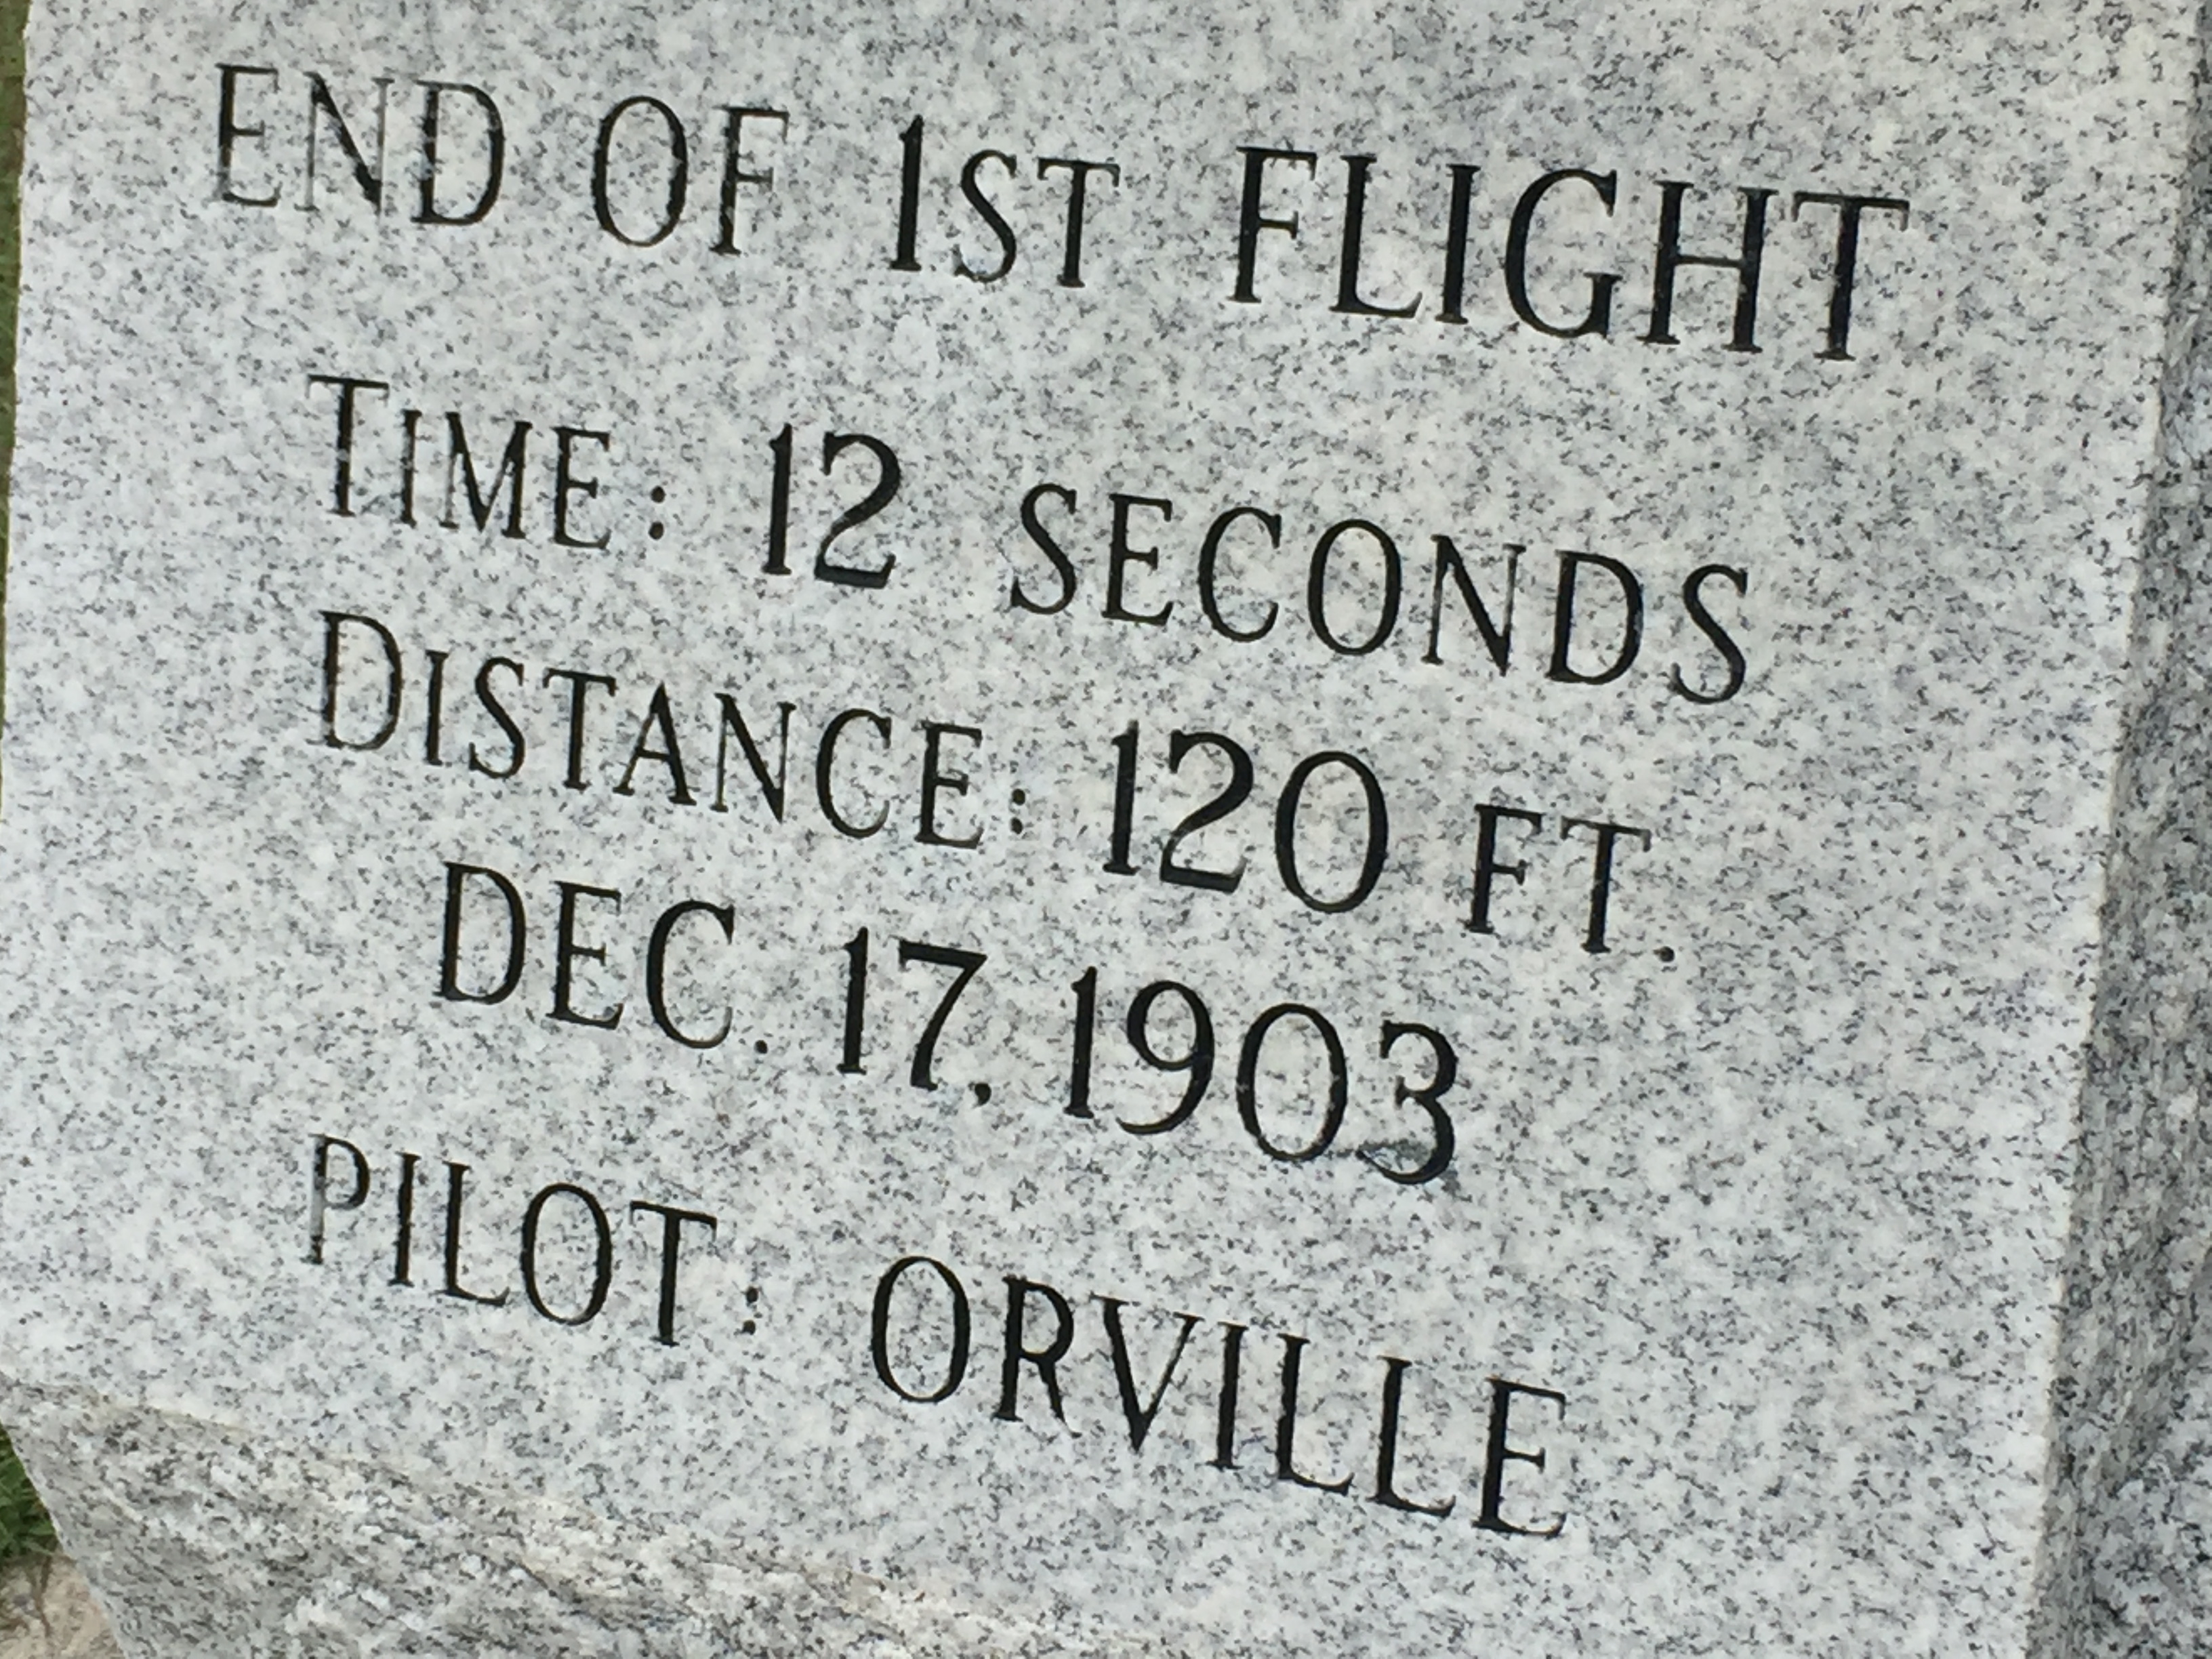 END OF 1ST FLIGHT
TIME: 12 SECONDS
DISTANCE: 120 FT.
DEC. 17, 1903
PILOT: ORVILLE